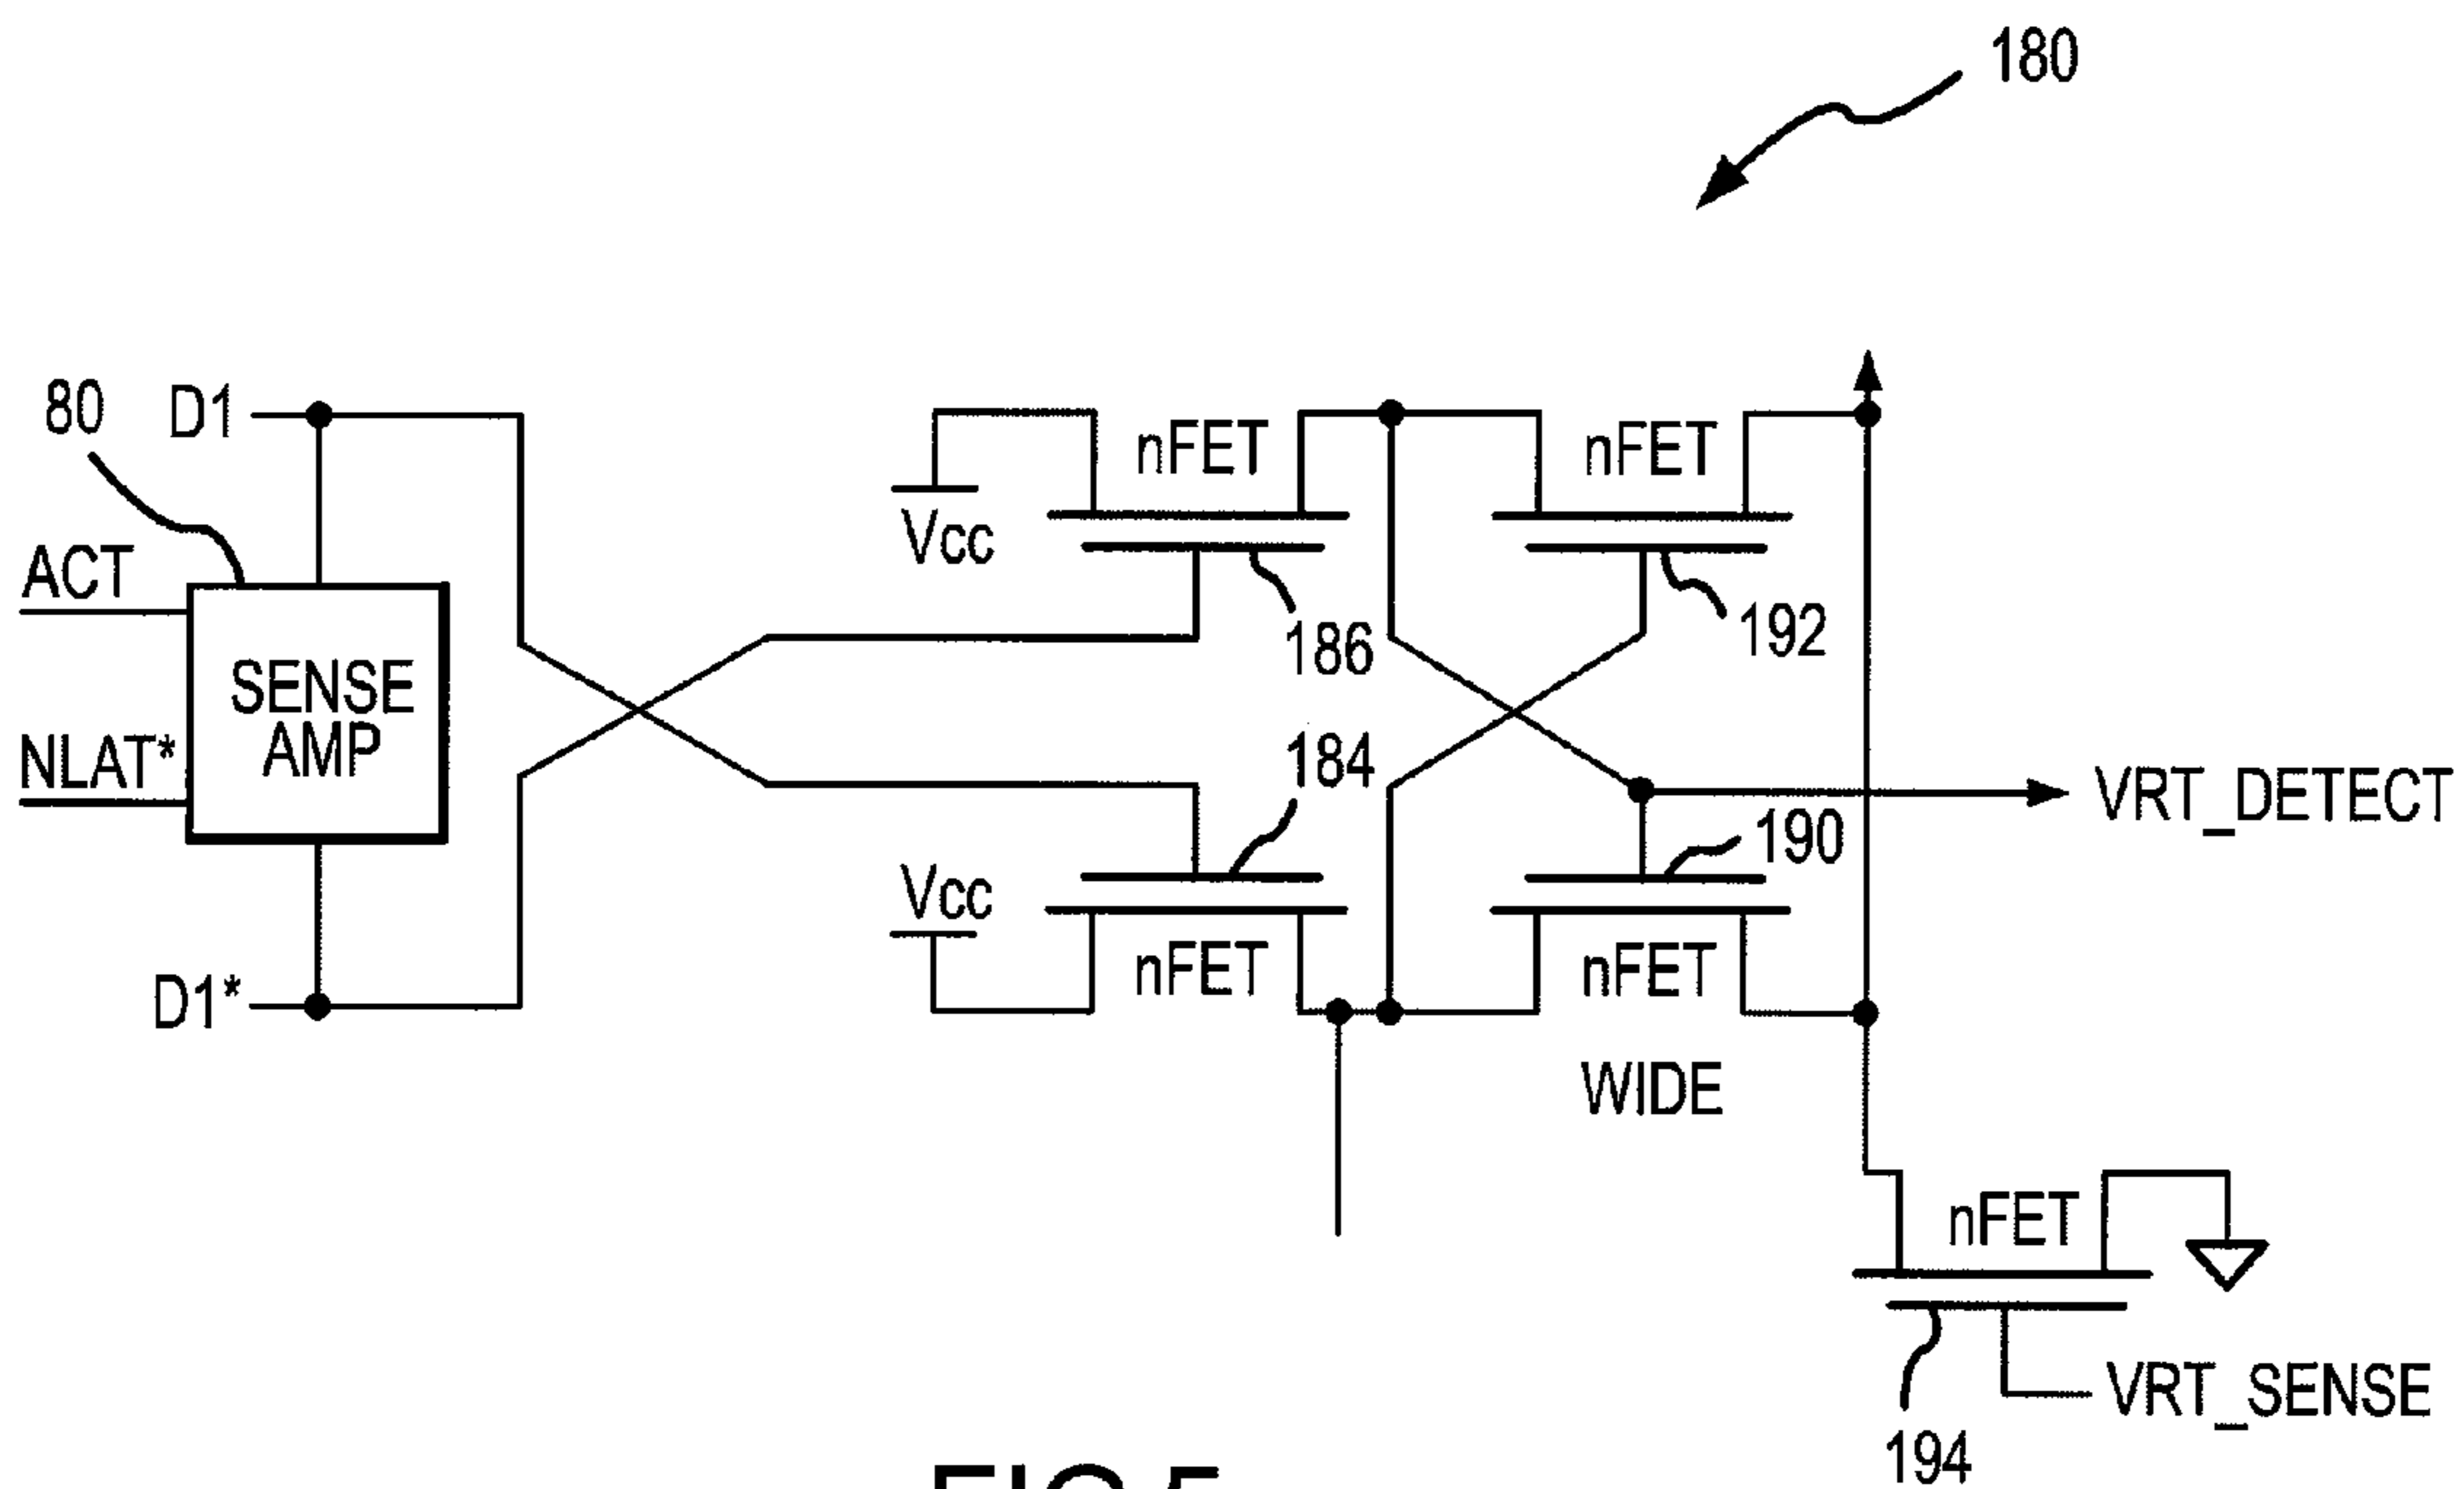 180
80
D1
nFET
nFET
Vcc
ACT
186
192
SENSE
AMP
NLAT*
184
190
VRT_DETECT
Vcc
nFET
nFET
D1*
WIDE
nFET
VRT_SENSE
194